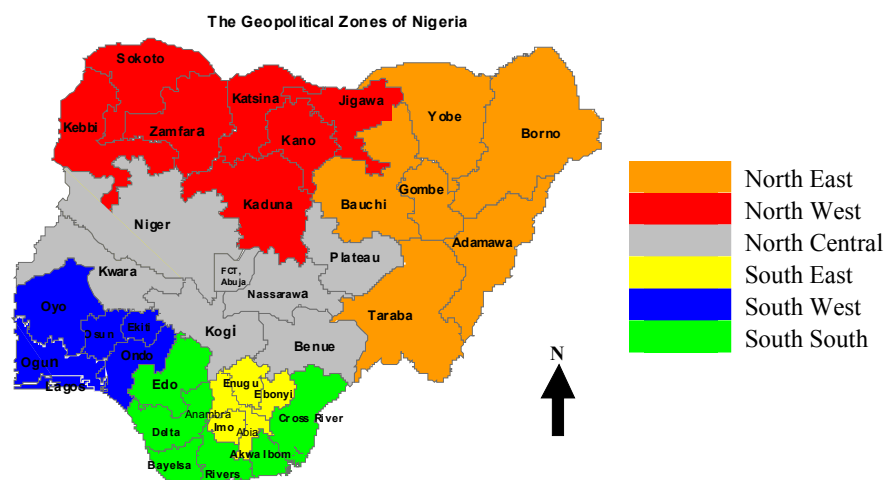 The Geopolitical Zones of Nigeria
Sokoto
Katsina
Jigawa
Yobe
Kebbi
Zamfara
Kano
Borno
Bauchi
Gombe
Kaduna
Niger
Adamawa
Plateau
Kwara
FCT,
Abuja
Nassarawa
Oyo
Taraba
Osun
Ekiti
Kogi
Benue
Ogun
Ondo
Lagos
Edo
Enugu
Ebonyi
Anambra
Cross River
Delta
Imo
Abia
Bayelsa
Akwa Ibom
Rivers
North East
North West
North Central
South East
South West
South South
N